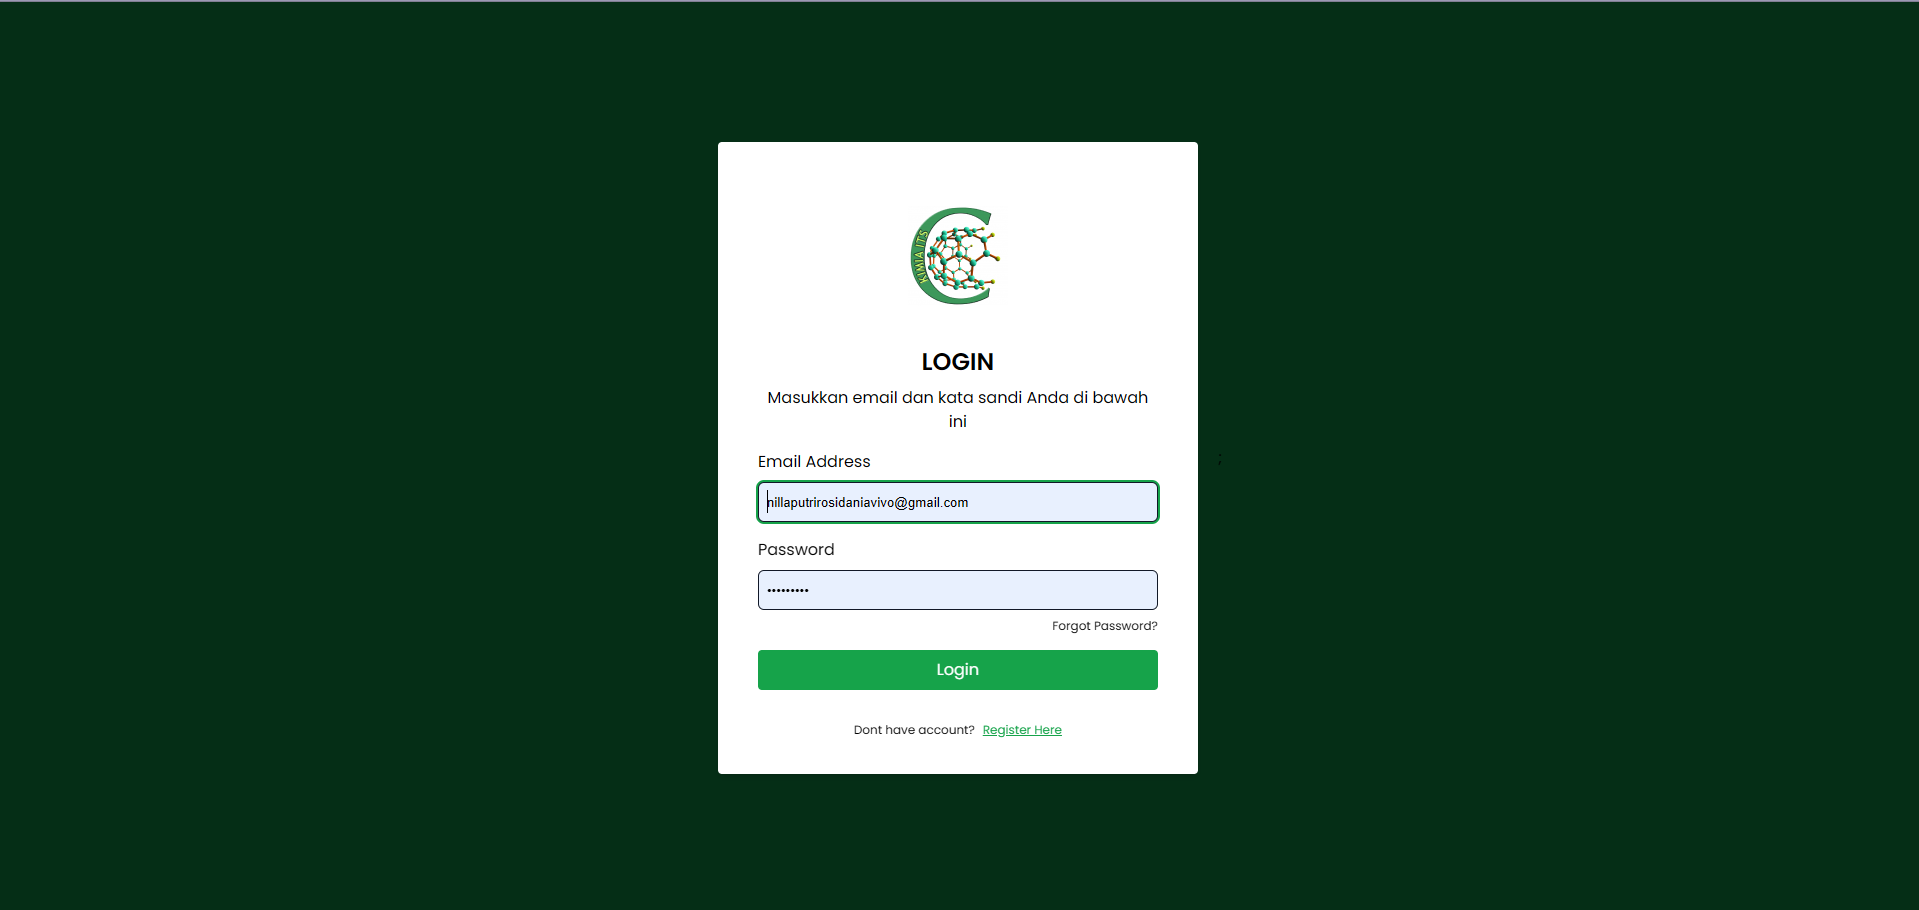 KIMIA ITS
LOGIN
Masukkan email dan kata sandi Anda di bawah
ini
Email Address
;
nillaputrirosidaniavivo@gmail.com
Password
•••••••••
Forgot Password?
Login
Dont have account? Register Here